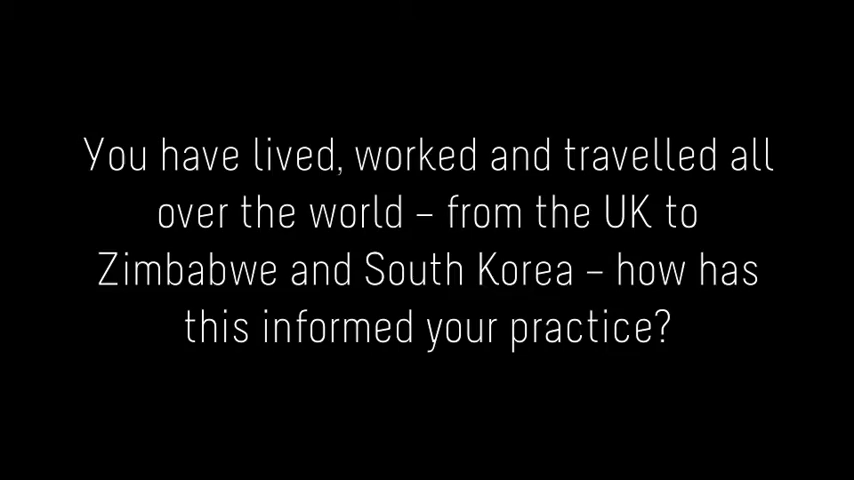 You have lived, worked and travelled all
over the world – from the UK to
Zimbabwe and South Korea – how has
this informed your practice?